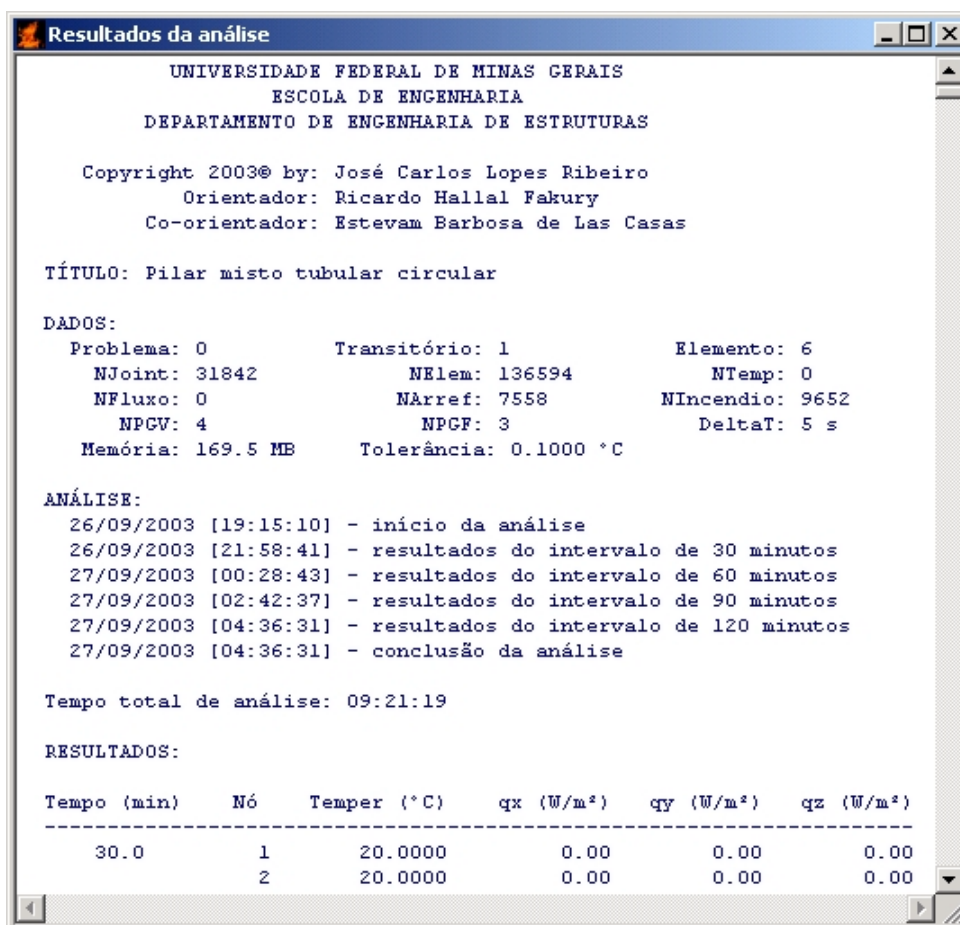 Resultados da análise
UNIVERSIDADE FEDERAL DE MINAS GERAIS
ESCOLA DE ENGENHARIA
DEPARTAMENTO DE ENGENHARIA DE ESTRUTURAS
Copyright 2003© by: José Carlos Lopes Ribeiro
Orientador: Ricardo Hallal Fakury
Co-orientador: Estevam Barbosa de Las Casas
TÍTULO: Pilar misto tubular circular
DADOS:
Problema: 0 Transitório: 1 Elemento: 6
NJoint: 31842 NElem: 136594 NTemp: 0
NFluxo: 0 NArref: 7558 NIncendio: 9652
NPGV: 4 NPGF: 3 DeltaT: 5 s
Memória: 169.5 MB Tolerância: 0.1000 °C
ANÁLISE:
26/09/2003 [19:15:10] - início da análise
26/09/2003 [21:58:41] - resultados do intervalo de 30 minutos
27/09/2003 [00:28:43] - resultados do intervalo de 60 minutos
27/09/2003 [02:42:37] - resultados do intervalo de 90 minutos
27/09/2003 [04:36:31] - resultados do intervalo de 120 minutos
27/09/2003 [04:36:31] - conclusão da análise
Tempo total de análise: 09:21:19
RESULTADOS:
Tempo (min) Nó Temper (°C) qx (W/m²) qy (W/m²) qz (W/m²)
30.0 1 20.0000 0.00 0.00 0.00
2 20.0000 0.00 0.00 0.00